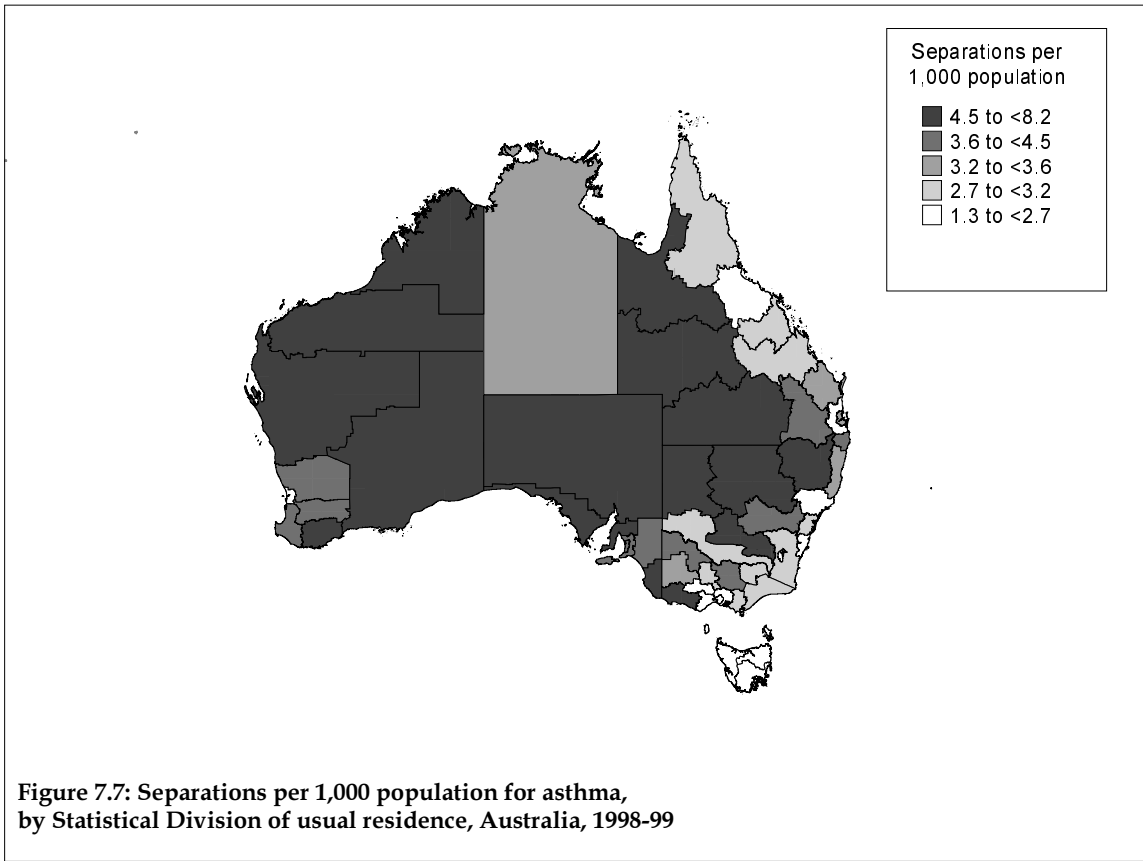 Separations per
1,000 population
4.5 to <8.2
3.6 to <4.5
3.2 to <3.6
2.7 to <3.2
1.3 to <2.7
Figure 7.7: Separations per 1,000 population for asthma,
by Statistical Division of usual residence, Australia, 1998-99